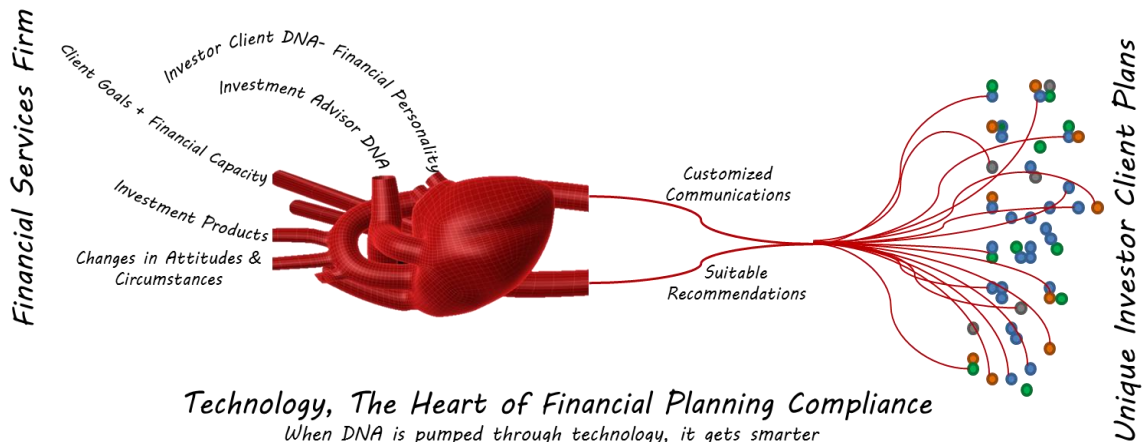 Financial Services Firm
Client Goals + Financial Capacity
Investor Client DNA- Financial Personality
Investment Advisor DNA
Investment Products
Changes in Attitudes &
Circumstances
Customized
Communications
Suitable
Recommendations
Unique Investor Client Plans
Technology, The Heart of Financial Planning Compliance
When DNA is pumped through technology, it gets smarter